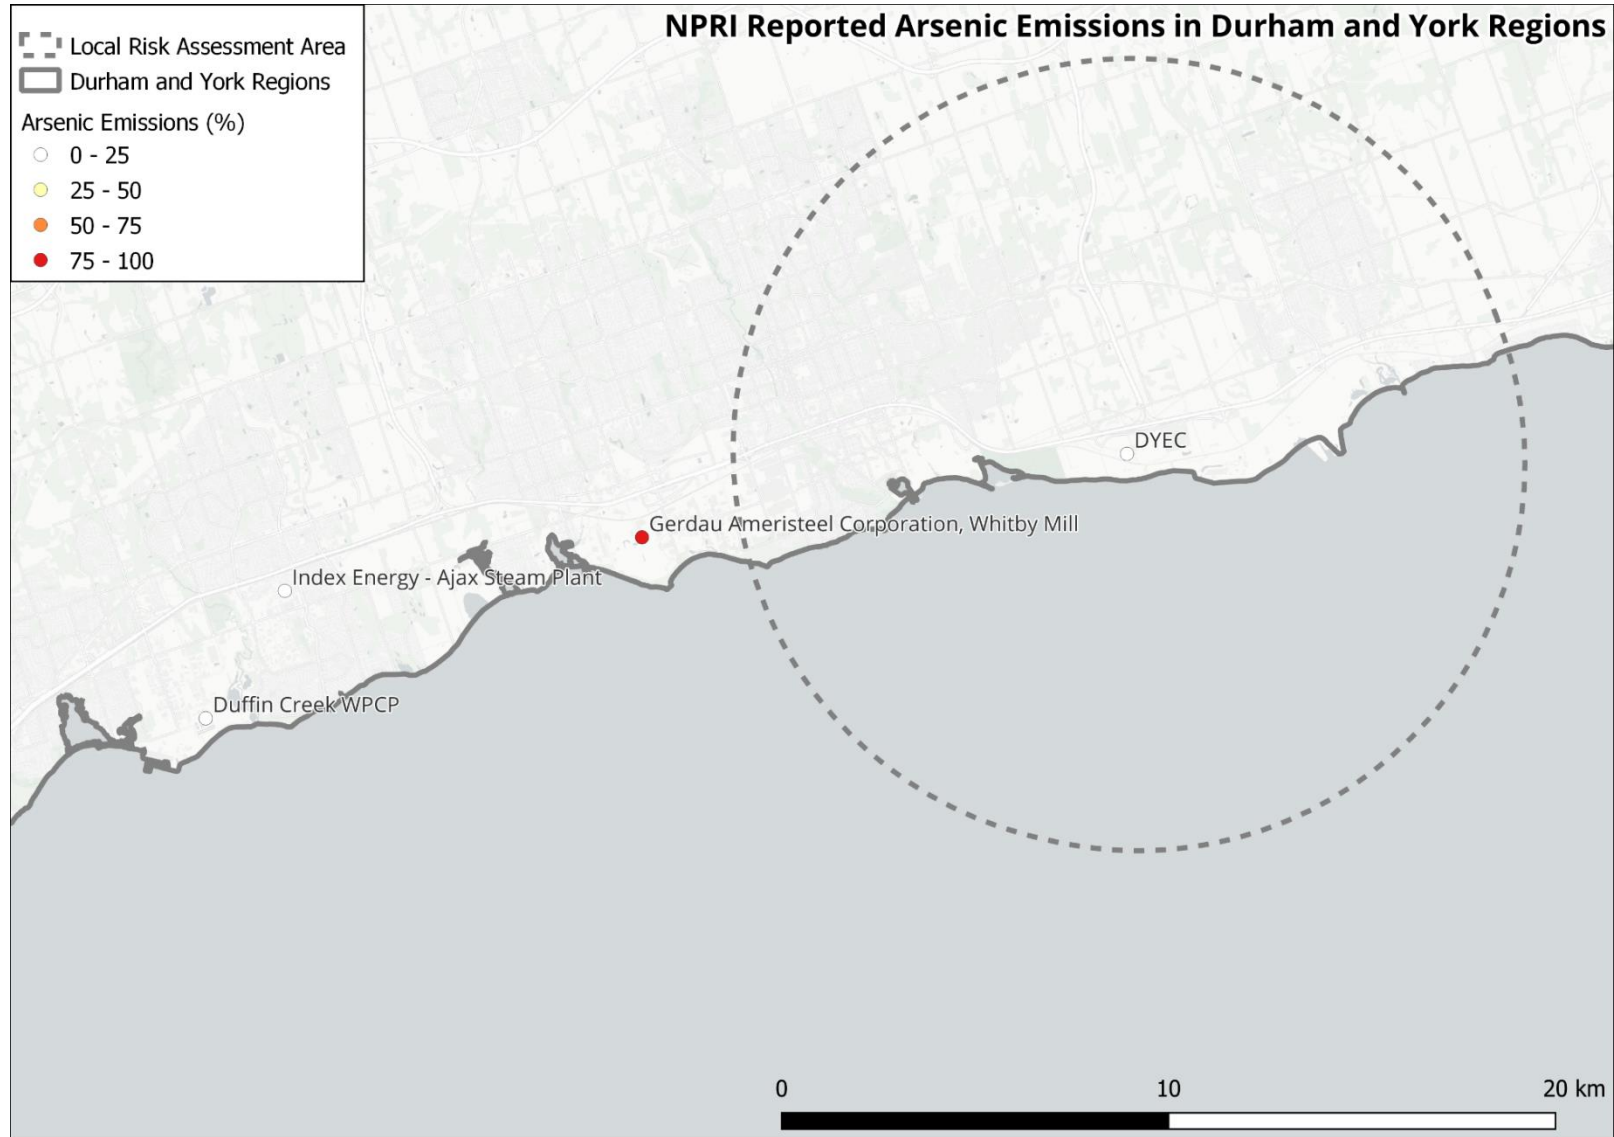 NPRI Reported Arsenic Emissions in Durham and York Regions
Local Risk Assessment Area
Durham and York Regions
Arsenic Emissions (%)
0 - 25
25 - 50
50 - 75
75 - 100
DYEC
Gerdau Ameristeel Corporation, Whitby Mill
Index Energy - Ajax Steam Plant
Duffin Creek WPCP
0 10 20 km